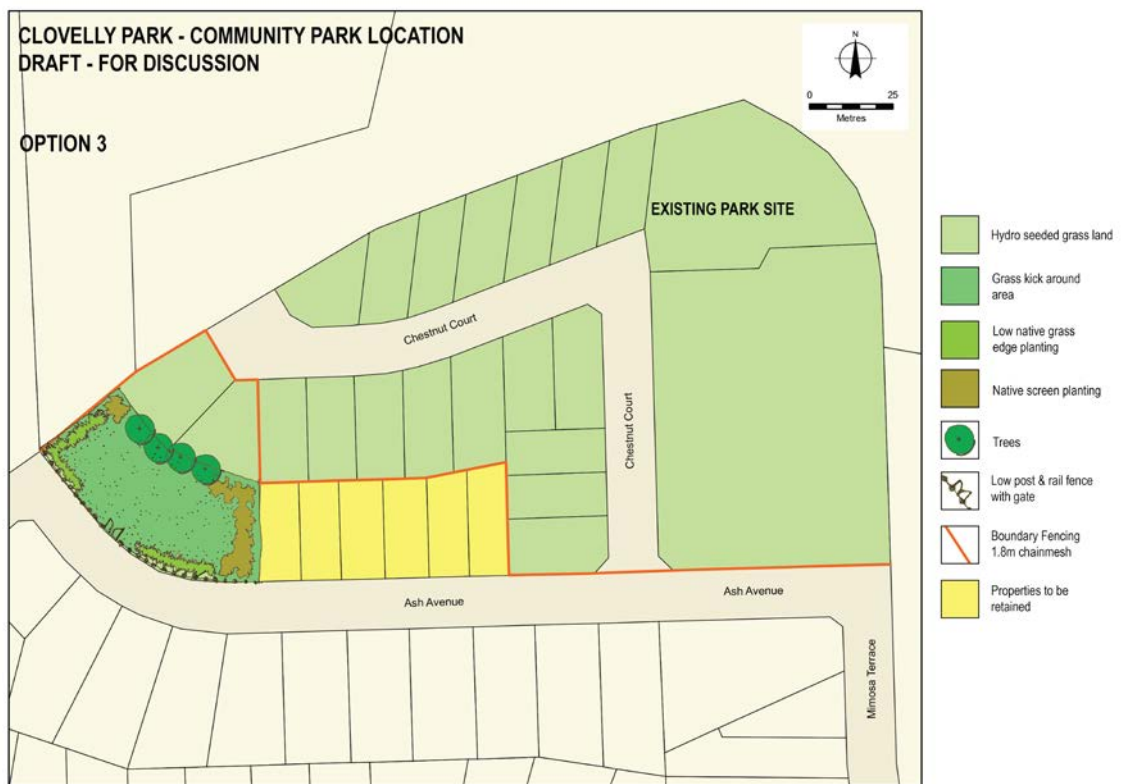 CLOVELLY PARK - COMMUNITY PARK LOCATION
DRAFT - FOR DISCUSSION
OPTION 3
N
0 25
Metres
EXISTING PARK SITE
Chestnut Court
Chestnut Court
Ash Avenue
Ash Avenue
Mimosa Terrace
Hydro seeded grass land
Grass kick around
area
Low native grass
edge planting
Native screen planting
Trees
Low post & rail fence
with gate
Boundary Fencing
1.8m chainmesh
Properties to be
retained